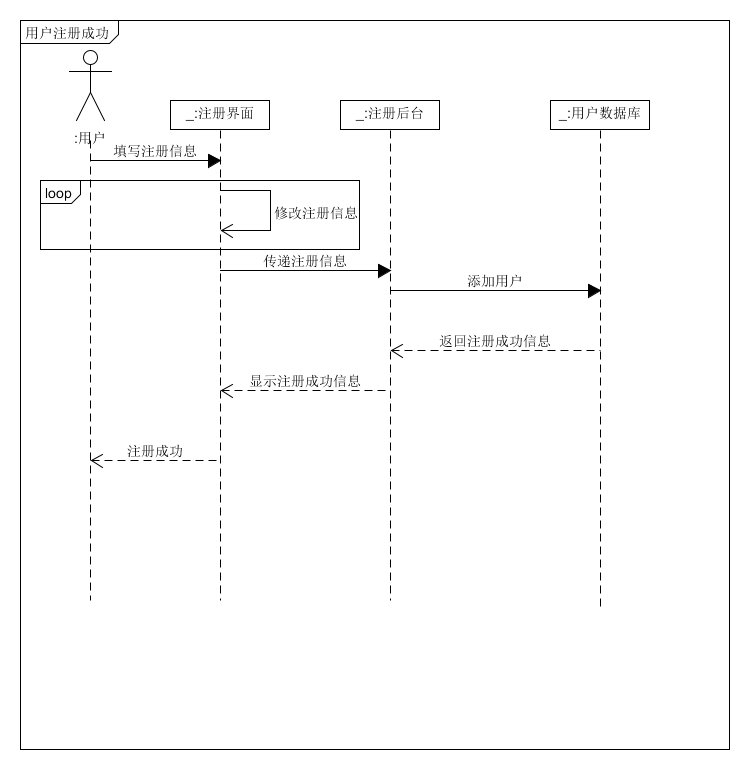 用户注册成功
:用户
_:注册界面
_:注册后台
_:用户数据库
填写注册信息
loop
修改注册信息
传递注册信息
添加用户
返回注册成功信息
显示注册成功信息
注册成功